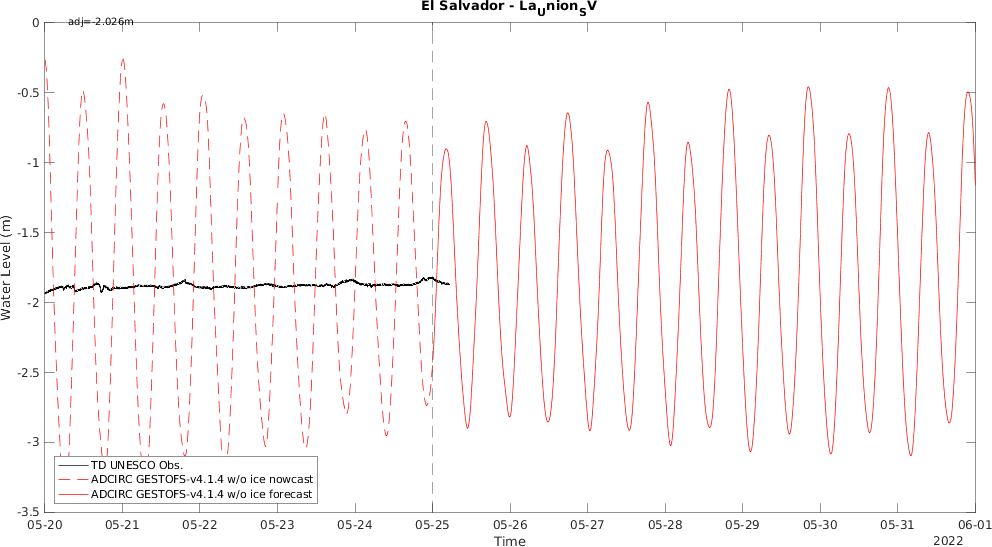 El Salvador - LaUnionSV
adj=-2.026m
0
-0.5
-1
-1.5
-2
-2.5
-3
-3.5
Water Level (m)
TD UNESCO Obs.
ADCIRC GESTOFS-v4.1.4 w/o ice nowcast
ADCIRC GESTOFS-v4.1.4 w/o ice forecast
05-20 05-21 05-22 05-23 05-24 05-25 05-26 05-27 05-28 05-29 05-30 05-31 06-01
Time
2022